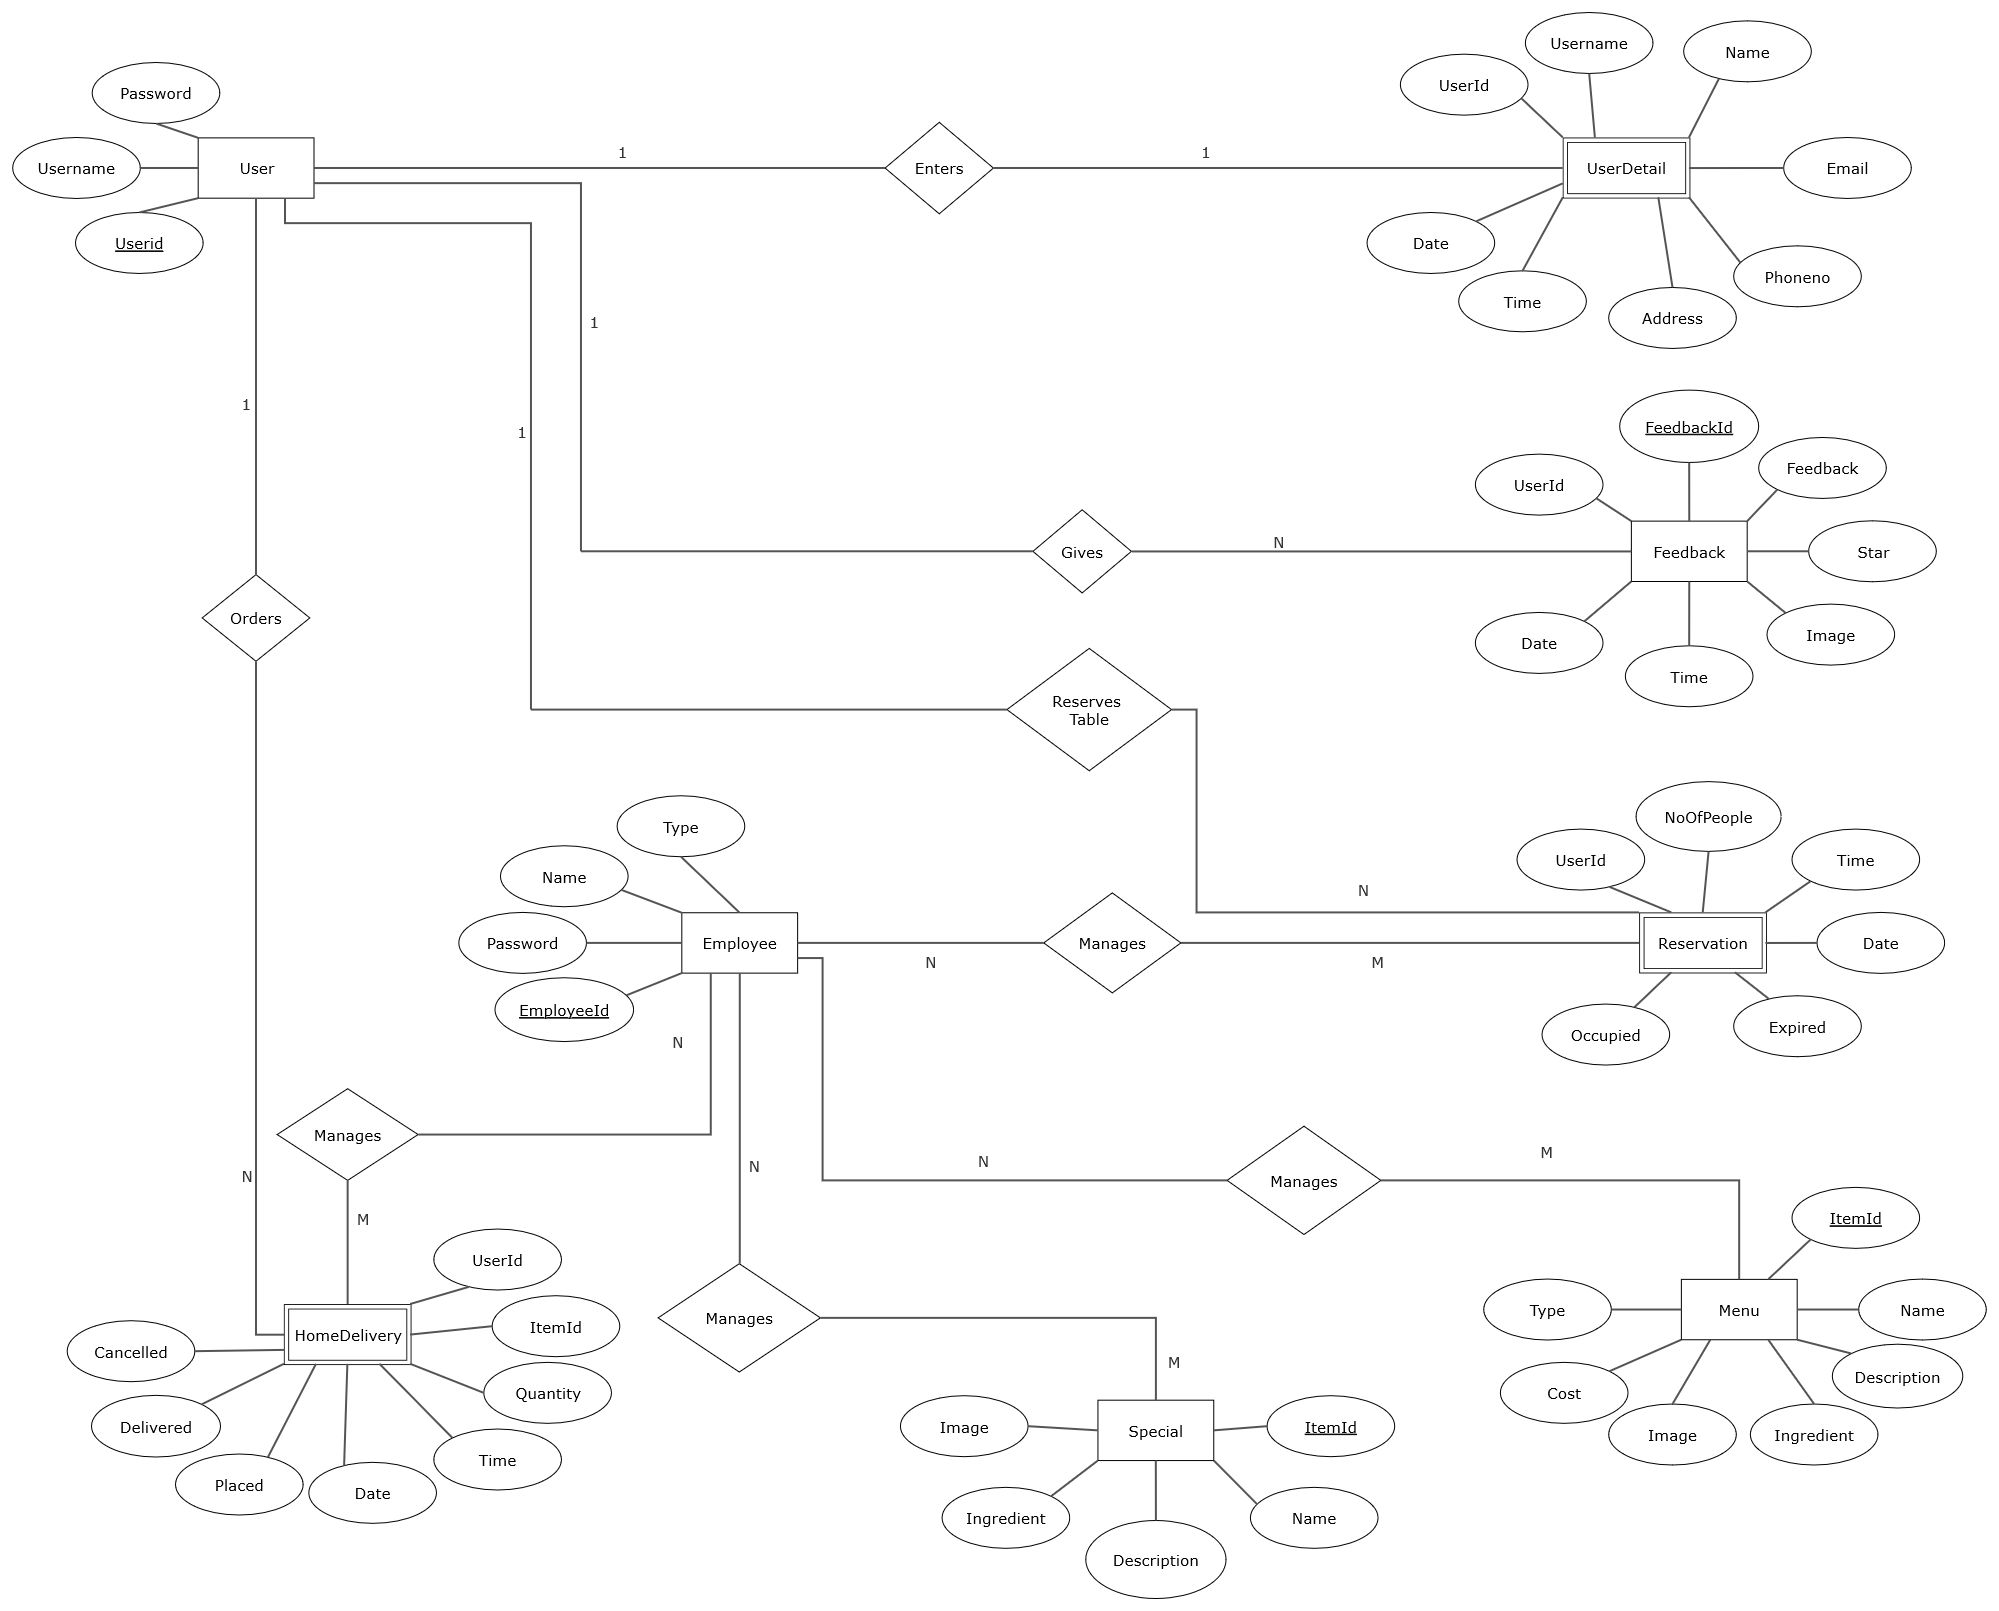 Username
Name
UserId
Password
Username
User
Userid
1
Enters
1
UserDetail
Email
Date
Time
Address
Phoneno
1
1
1
FeedbackId
Feedback
UserId
Gives
N
Feedback
Star
Date
Time
Image
Orders
Reserves
Table
Type
Name
Password
Employee
EmployeeId
N
Manages
M
N
NoOfPeople
UserId
Time
Reservation
Date
Occupied
Expired
N
Manages
N
M
N
N
Manages
M
ItemId
Type
Menu
Name
Description
Cost
Image
Ingredient
UserId
ItemId
HomeDelivery
Cancelled
Quantity
Delivered
Placed
Date
Time
Manages
M
Image
Special
ItemId
Ingredient
Description
Name